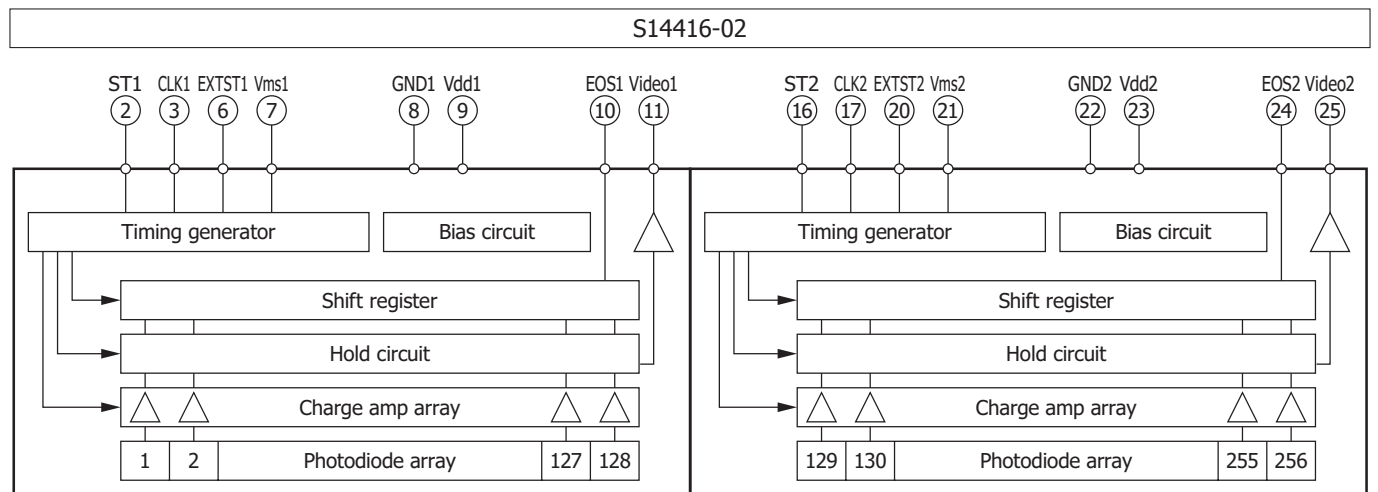 S14416-02
ST1 CLK1 EXTST1 Vms1 GND1 Vdd1 EOS1 Video1 ST2 CLK2 EXTST2 Vms2 GND2 Vdd2 EOS2 Video2
2 3 6 7 8 9 10 11 16 17 20 21 22 23 24 25
Timing generator Bias circuit Timing generator Bias circuit
Shift register Shift register
Hold circuit Hold circuit
Charge amp array Charge amp array
1 2 Photodiode array 127 128 129 130 Photodiode array 255 256